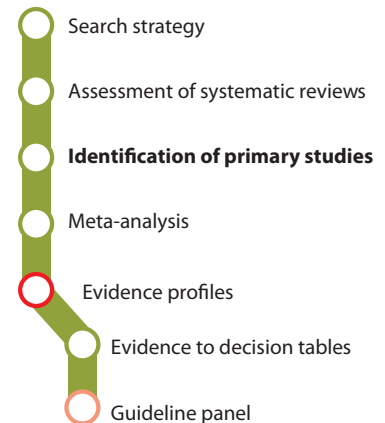 Search strategy
Assessment of systematic reviews
Identification of primary studies
Meta-analysis
Evidence profiles
Evidence to decision tables
Guideline panel